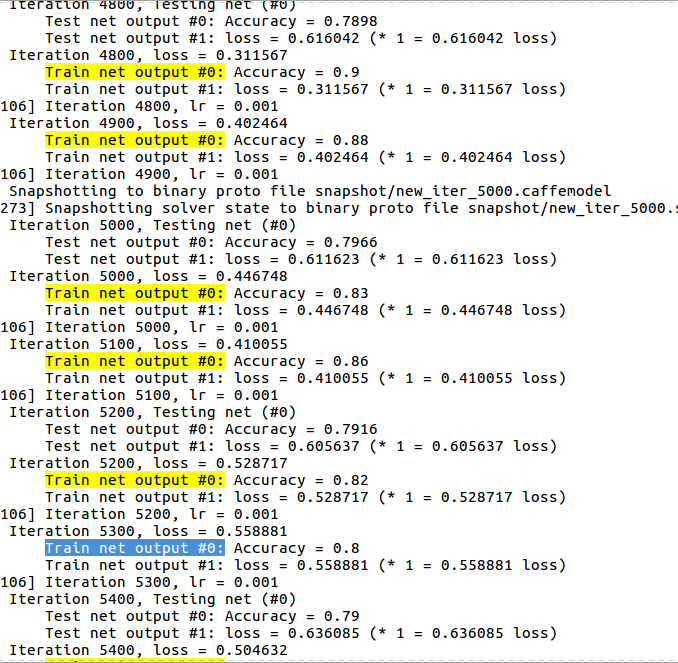 Iteration 4800, Testing net (#0)
Test net output #0: Accuracy = 0.7898
Test net output #1: loss = 0.616042 (* 1 = 0.616042 loss)
Iteration 4800, loss = 0.311567
Train net output #0: Accuracy = 0.9
Train net output #1: loss = 0.311567 (* 1 = 0.311567 loss)
106] Iteration 4800, lr = 0.001
Iteration 4900, loss = 0.402464
Train net output #0: Accuracy = 0.88
Train net output #1: loss = 0.402464 (* 1 = 0.402464 loss)
106] Iteration 4900, lr = 0.001
Snapshotting to binary proto file snapshot/new_iter_5000.caffemodel
273] Snapshotting solver state to binary proto file snapshot/new_iter_5000.s
Iteration 5000, Testing net (#0)
Test net output #0: Accuracy = 0.7966
Test net output #1: loss = 0.611623 (* 1 = 0.611623 loss)
Iteration 5000, loss = 0.446748
Train net output #0: Accuracy = 0.83
Train net output #1: loss = 0.446748 (* 1 = 0.446748 loss)
106] Iteration 5000, lr = 0.001
Iteration 5100, loss = 0.410055
Train net output #0: Accuracy = 0.86
Train net output #1: loss = 0.410055 (* 1 = 0.410055 loss)
106] Iteration 5100, lr = 0.001
Iteration 5200, Testing net (#0)
Test net output #0: Accuracy = 0.7916
Test net output #1: loss = 0.605637 (* 1 = 0.605637 loss)
Iteration 5200, loss = 0.528717
Train net output #0: Accuracy = 0.82
Train net output #1: loss = 0.528717 (* 1 = 0.528717 loss)
106] Iteration 5200, lr = 0.001
Iteration 5300, loss = 0.558881
Train net output #0: Accuracy = 0.8
Train net output #1: loss = 0.558881 (* 1 = 0.558881 loss)
106] Iteration 5300, lr = 0.001
Iteration 5400, Testing net (#0)
Test net output #0: Accuracy = 0.79
Test net output #1: loss = 0.636085 (* 1 = 0.636085 loss)
Iteration 5400, loss = 0.504632